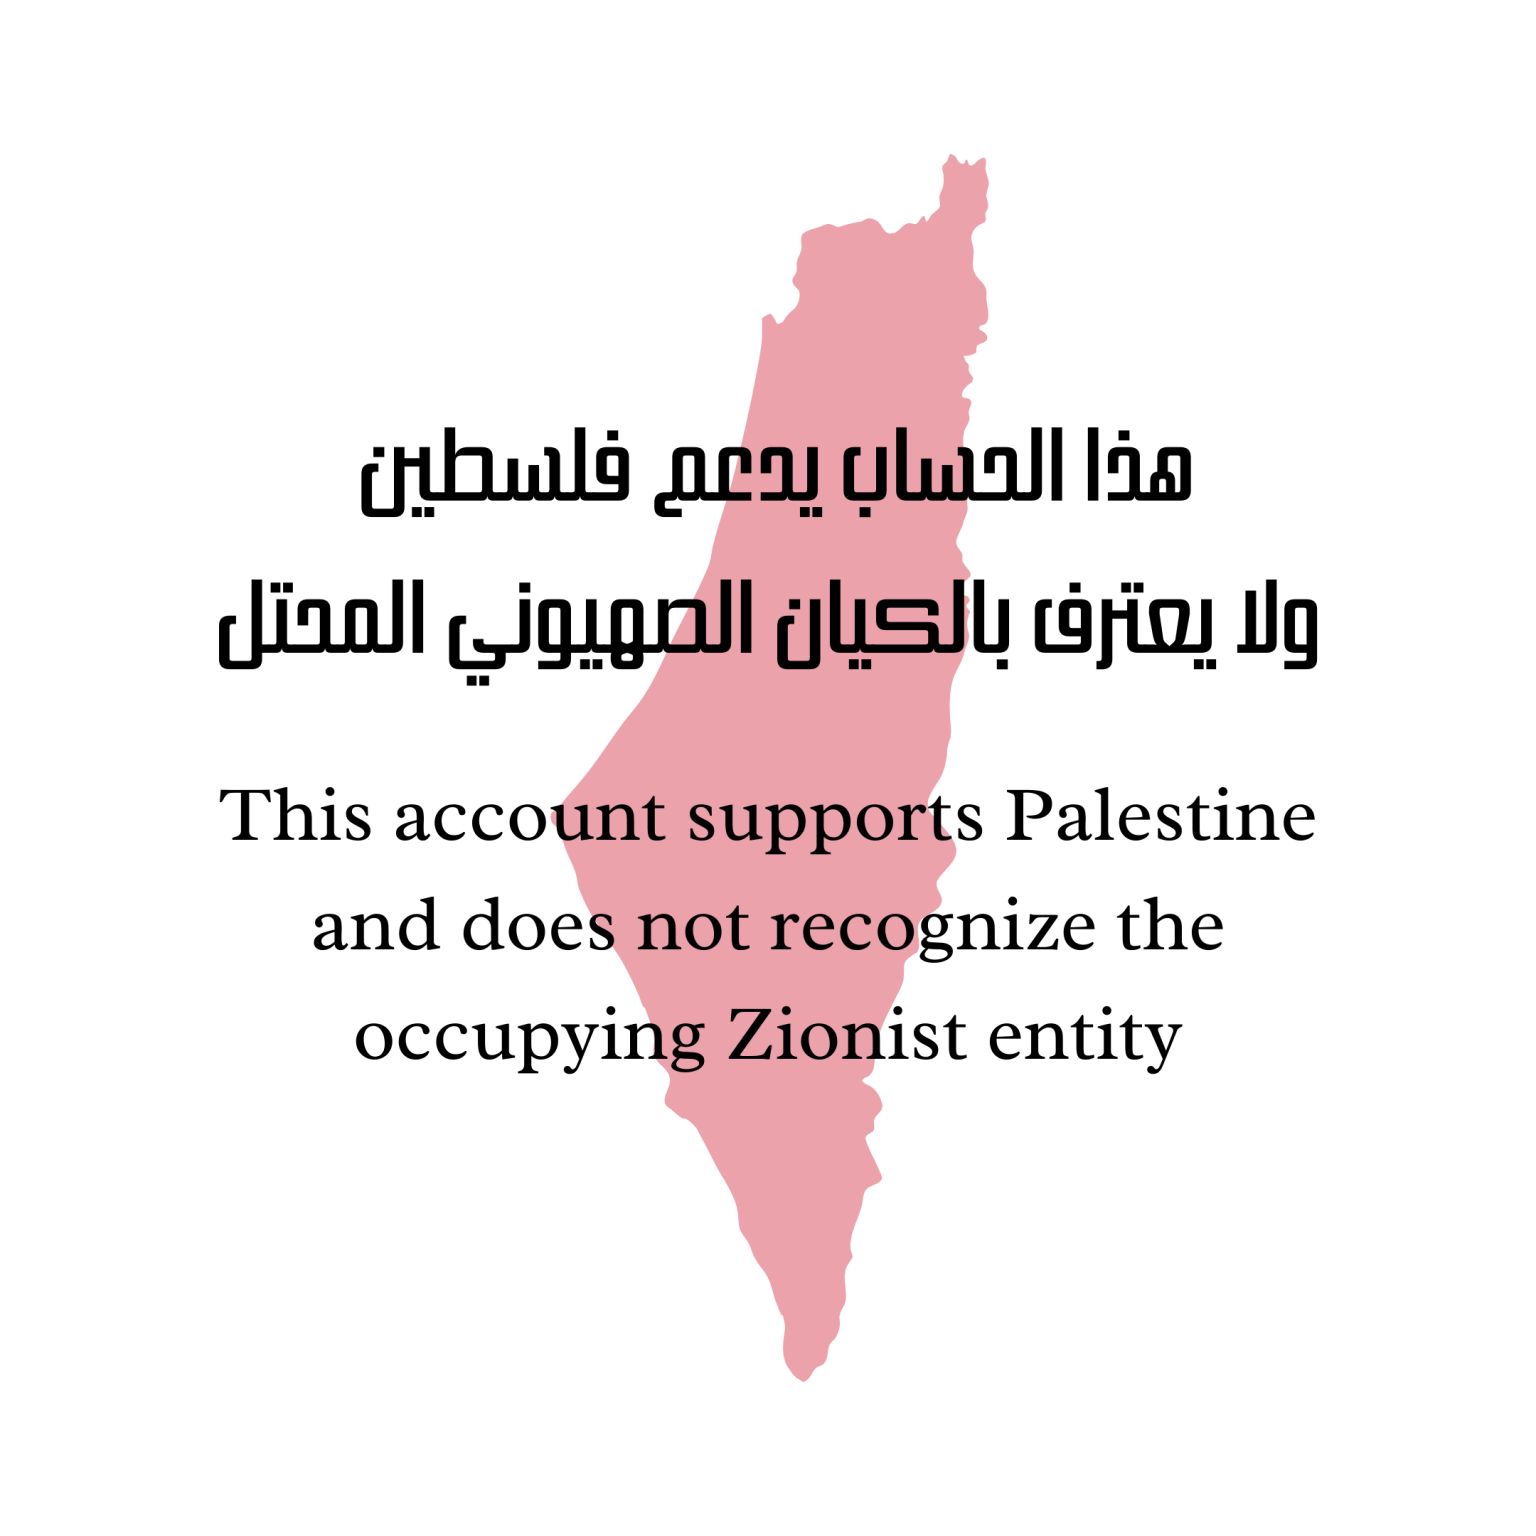 هذا الحساب يدعم فلسطين
ولا يعترف بالكيان الصهيوني المحتل
This account supports Palestine
and does not recognize the
occupying Zionist entity